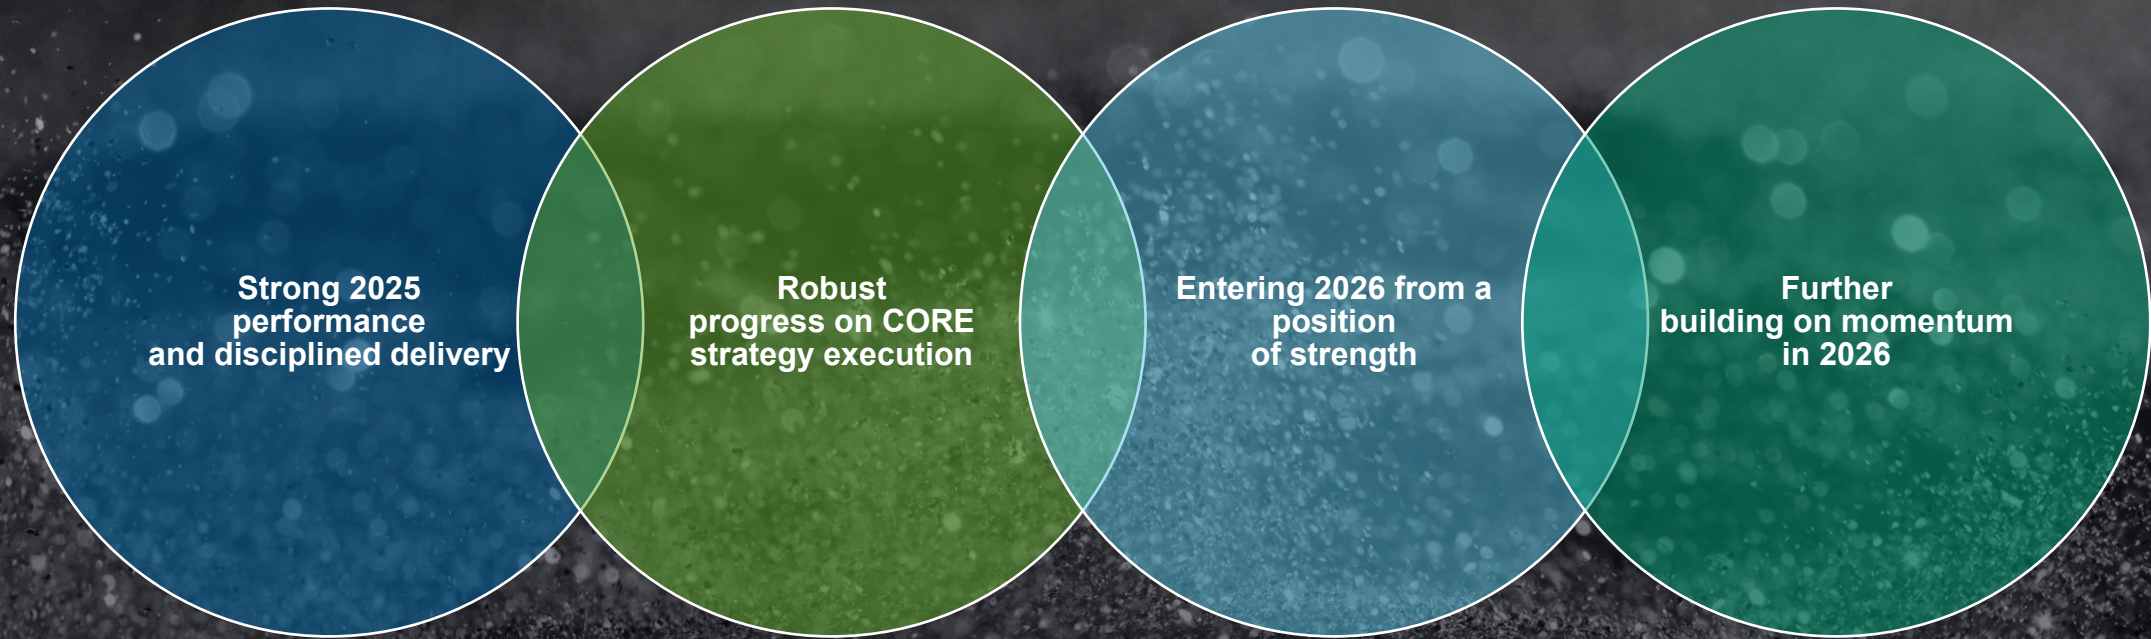 Strong 2025
performance
and disciplined delivery
Robust
progress on CORE
strategy execution
Entering 2026 from a
position
of strength
Further
building on momentum
in 2026